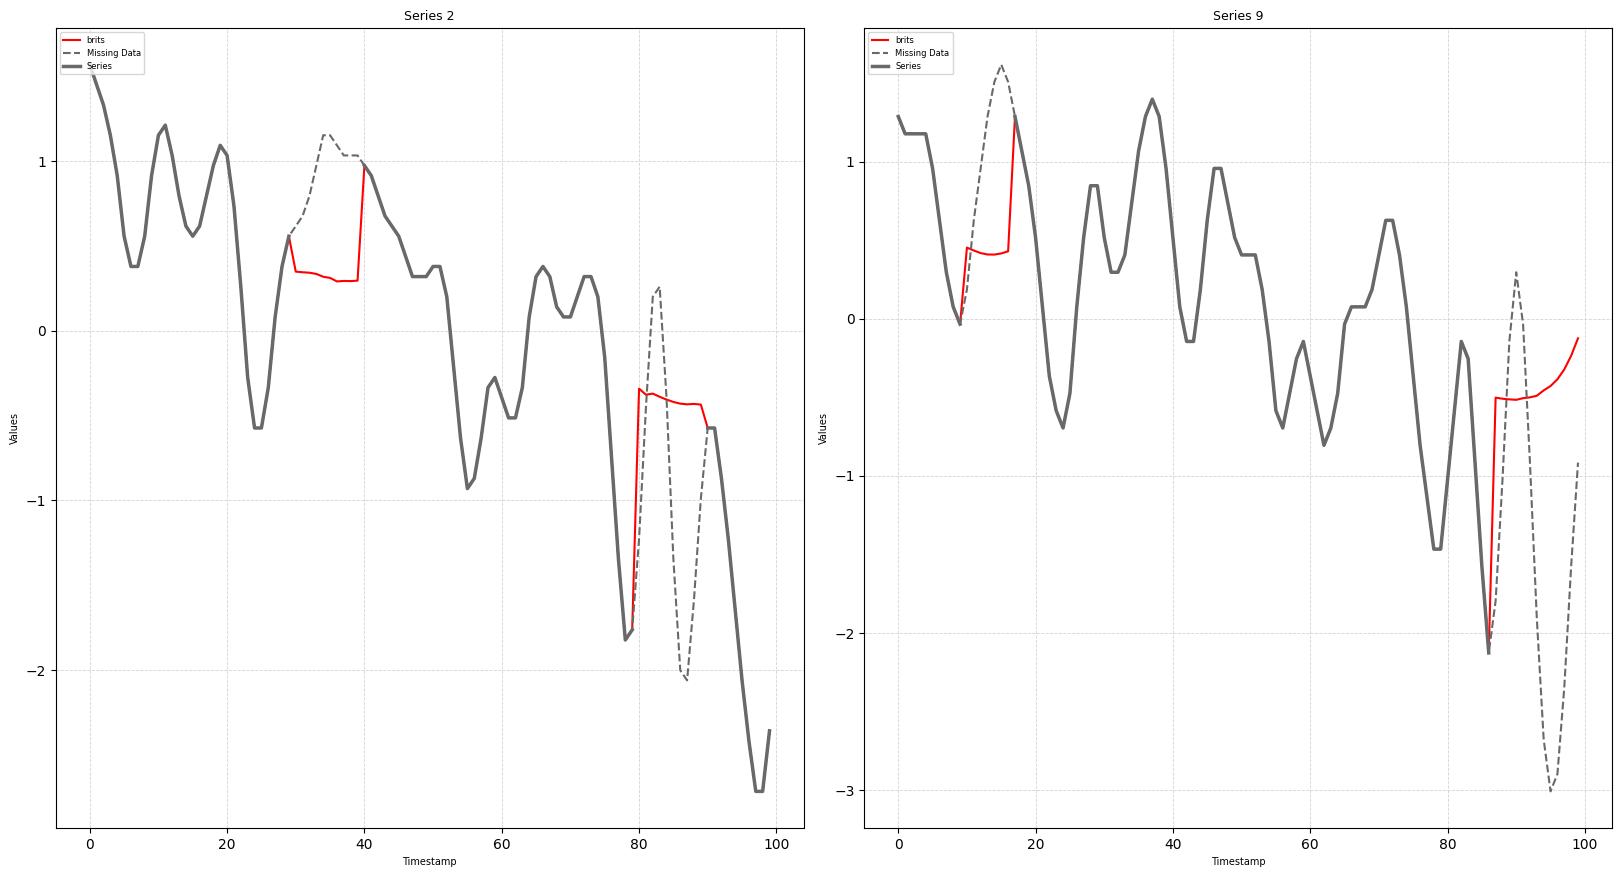 Series 2
brits
Missing Data
Series
1
0
−1
−2
Values
0 20 40 60 80 100
Timestamp
Series 9
brits
Missing Data
Series
1
0
−1
−2
−3
Values
0 20 40 60 80 100
Timestamp